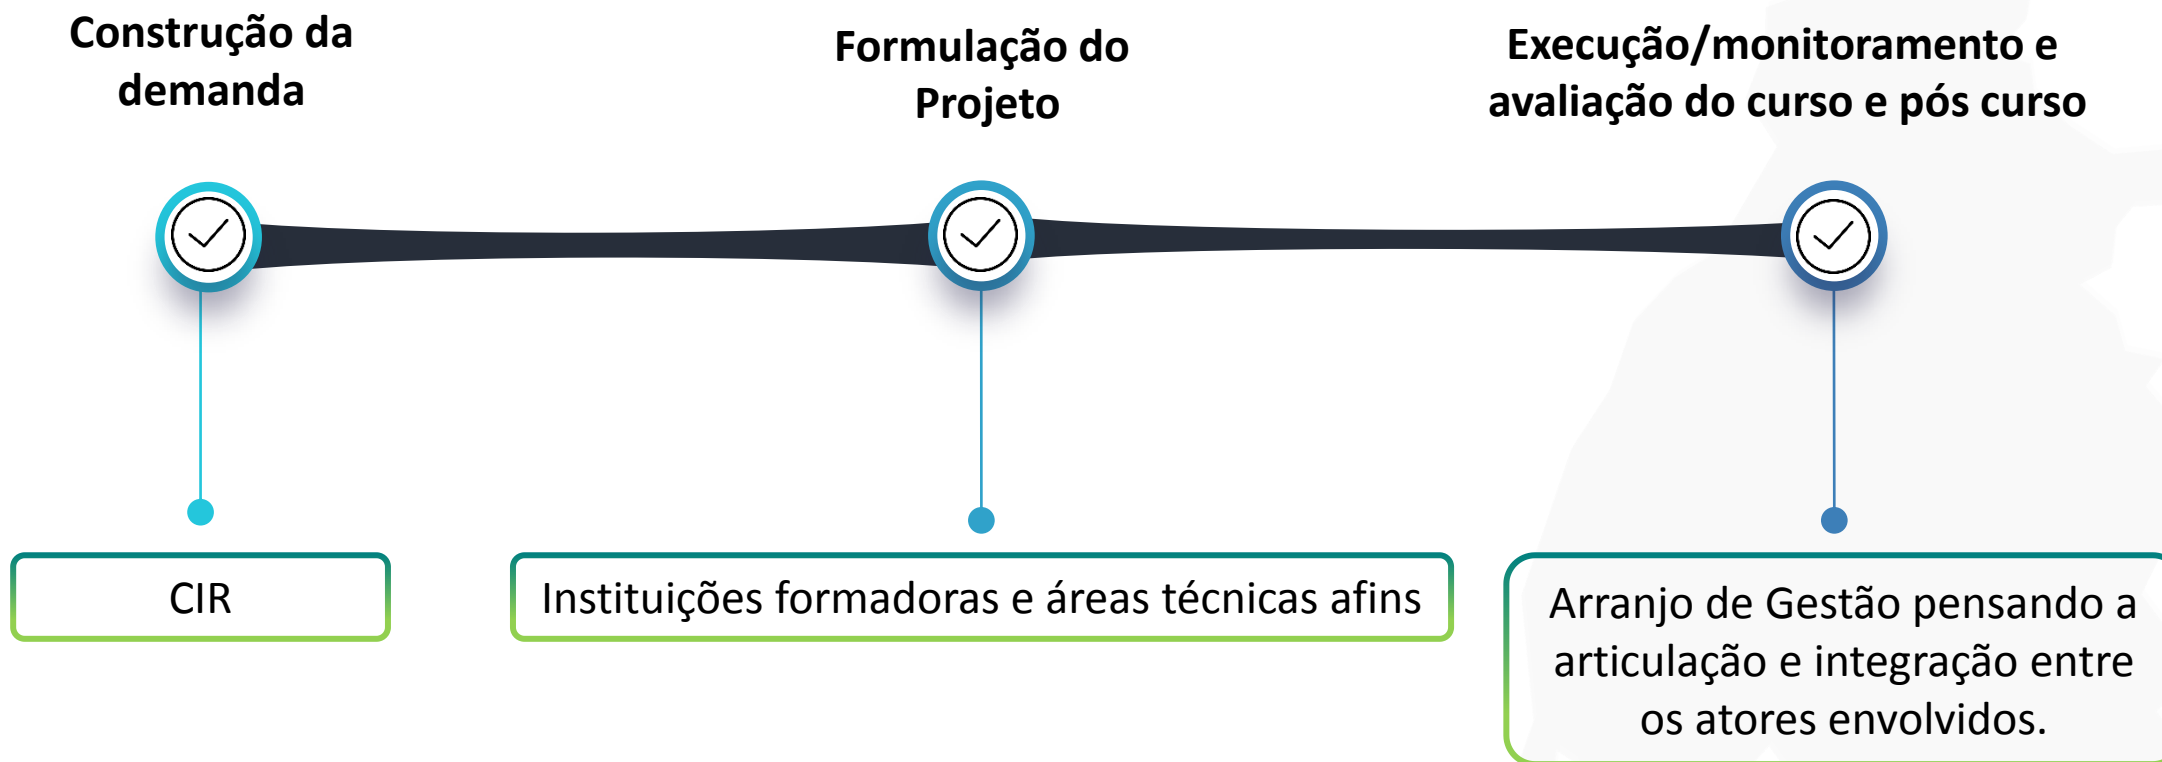 Construção da
demanda
Formulação do
Projeto
Execução/monitoramento e
avaliação do curso e pós curso
CIR
Instituições formadoras e áreas técnicas afins
Arranjo de Gestão pensando a
articulação e integração entre
os atores envolvidos.